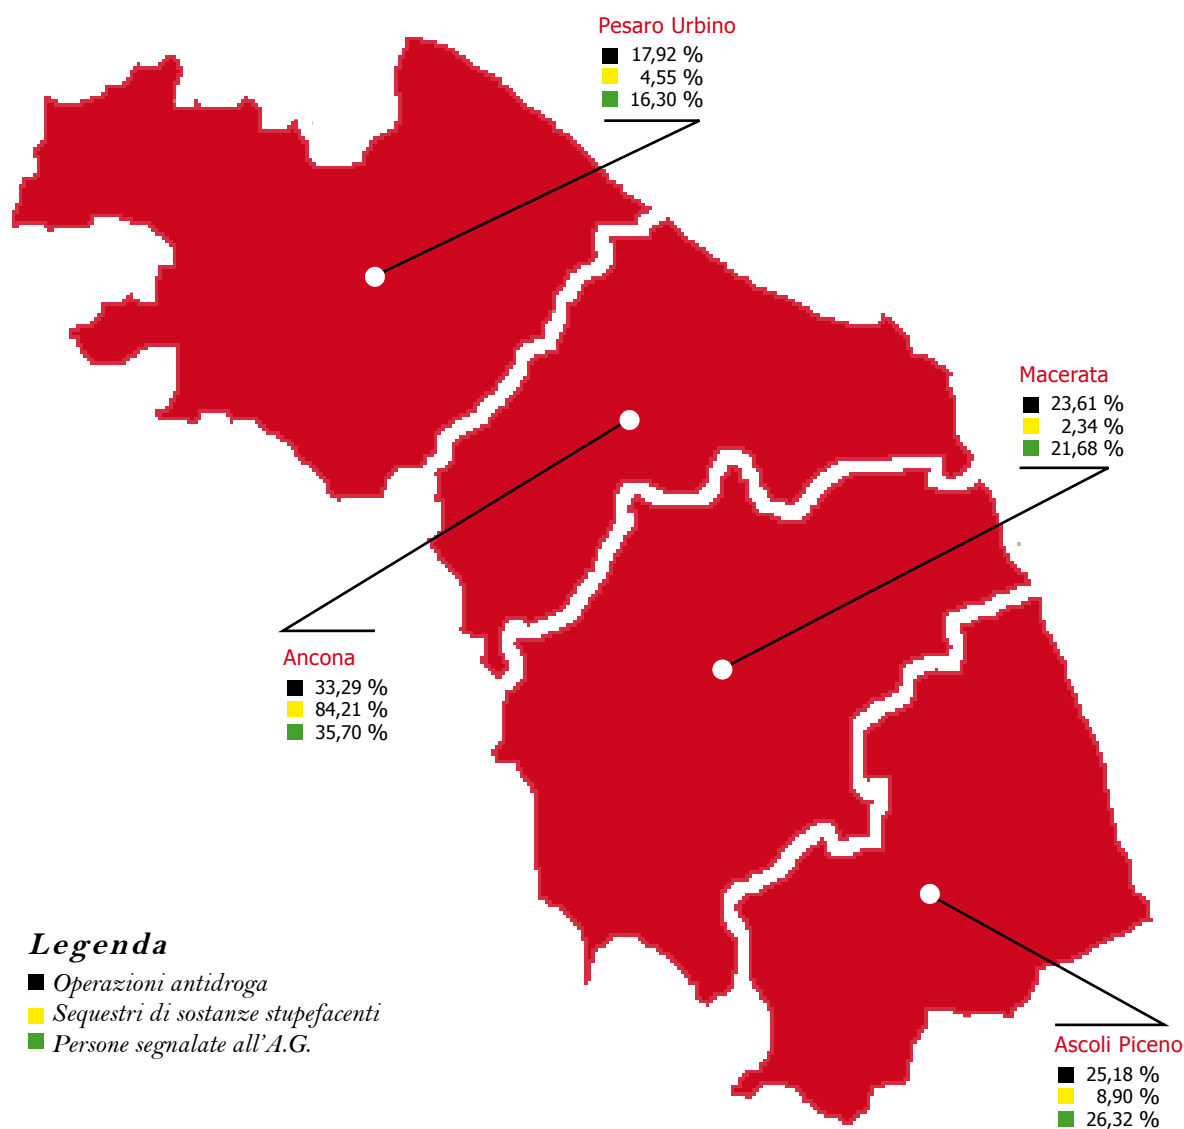 Pesaro Urbino
17,92 %
4,55 %
16,30 %
Macerata
23,61 %
2,34 %
21,68 %
Ancona
33,29 %
84,21 %
35,70 %
Legenda
Operazioni antidroga
Sequestri di sostanze stupefacenti
Persone segnalate all'A.G.
Ascoli Piceno
25,18 %
8,90 %
26,32 %